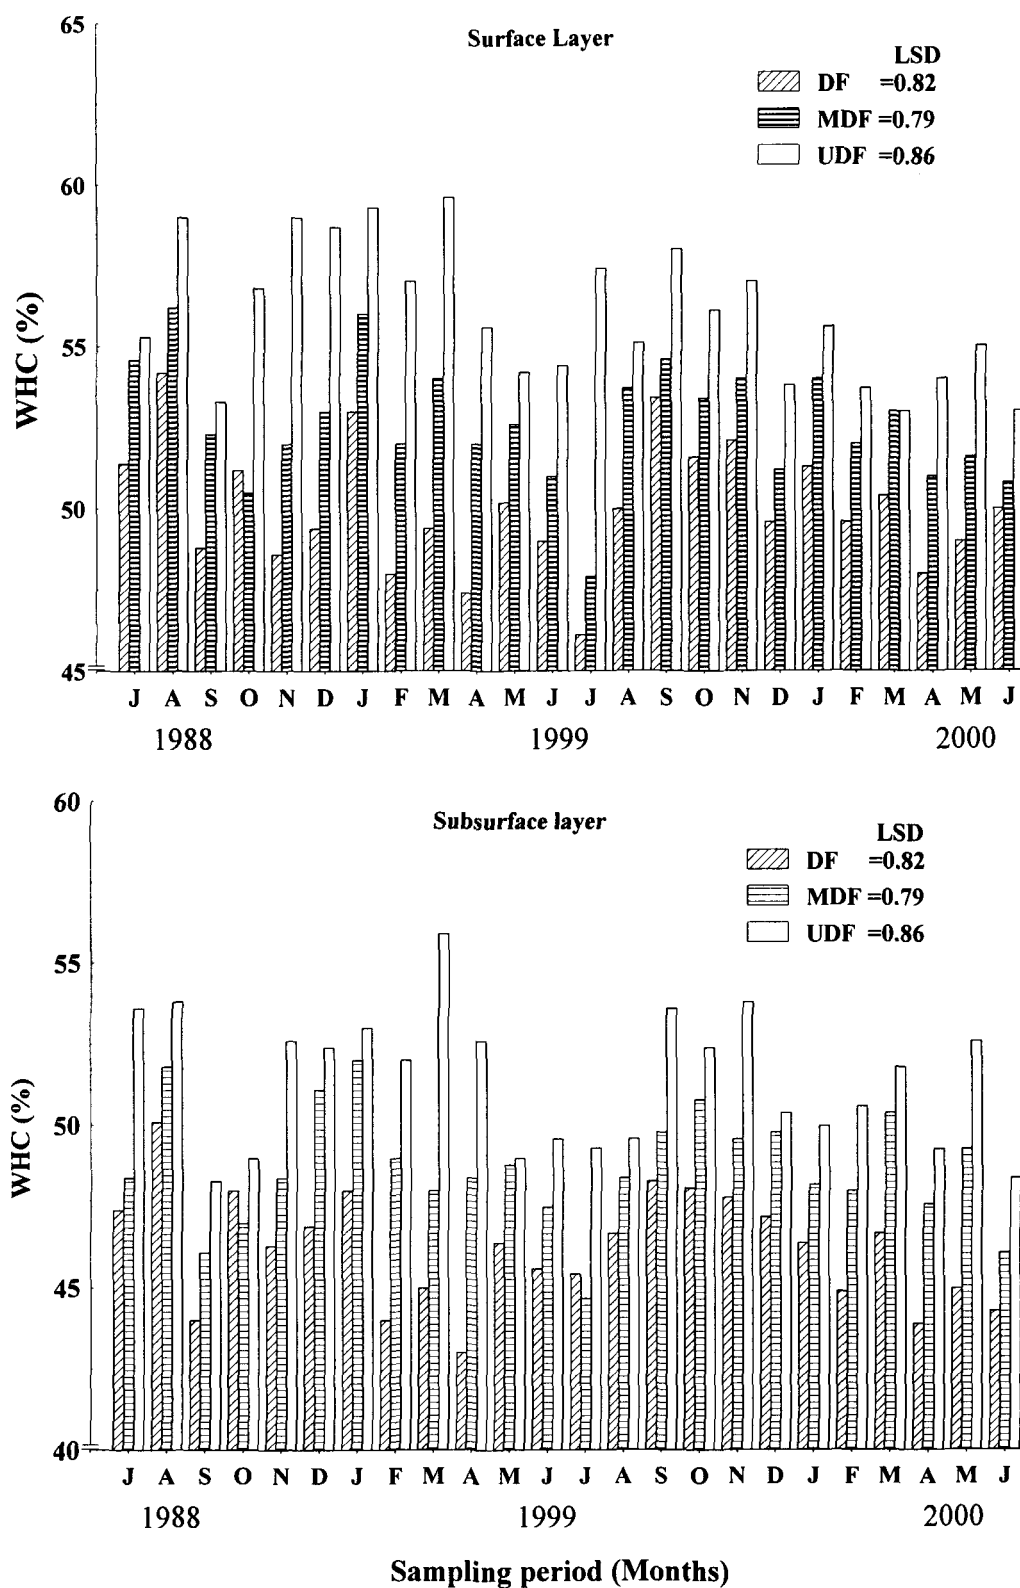 Surface Layer
LSD
DF =0.82
MDF =0.79
UDF =0.86
WHC (%)
65
60
55
50
45
J A S O N D J F M A M J J A S O N D J F M A M J
1988 1999 2000
Subsurface layer
LSD
DF =0.82
MDF =0.79
UDF =0.86
WHC (%)
60
55
50
45
40
J A S O N D J F M A M J J A S O N D J F M A M J
1988 1999 2000
Sampling period (Months)